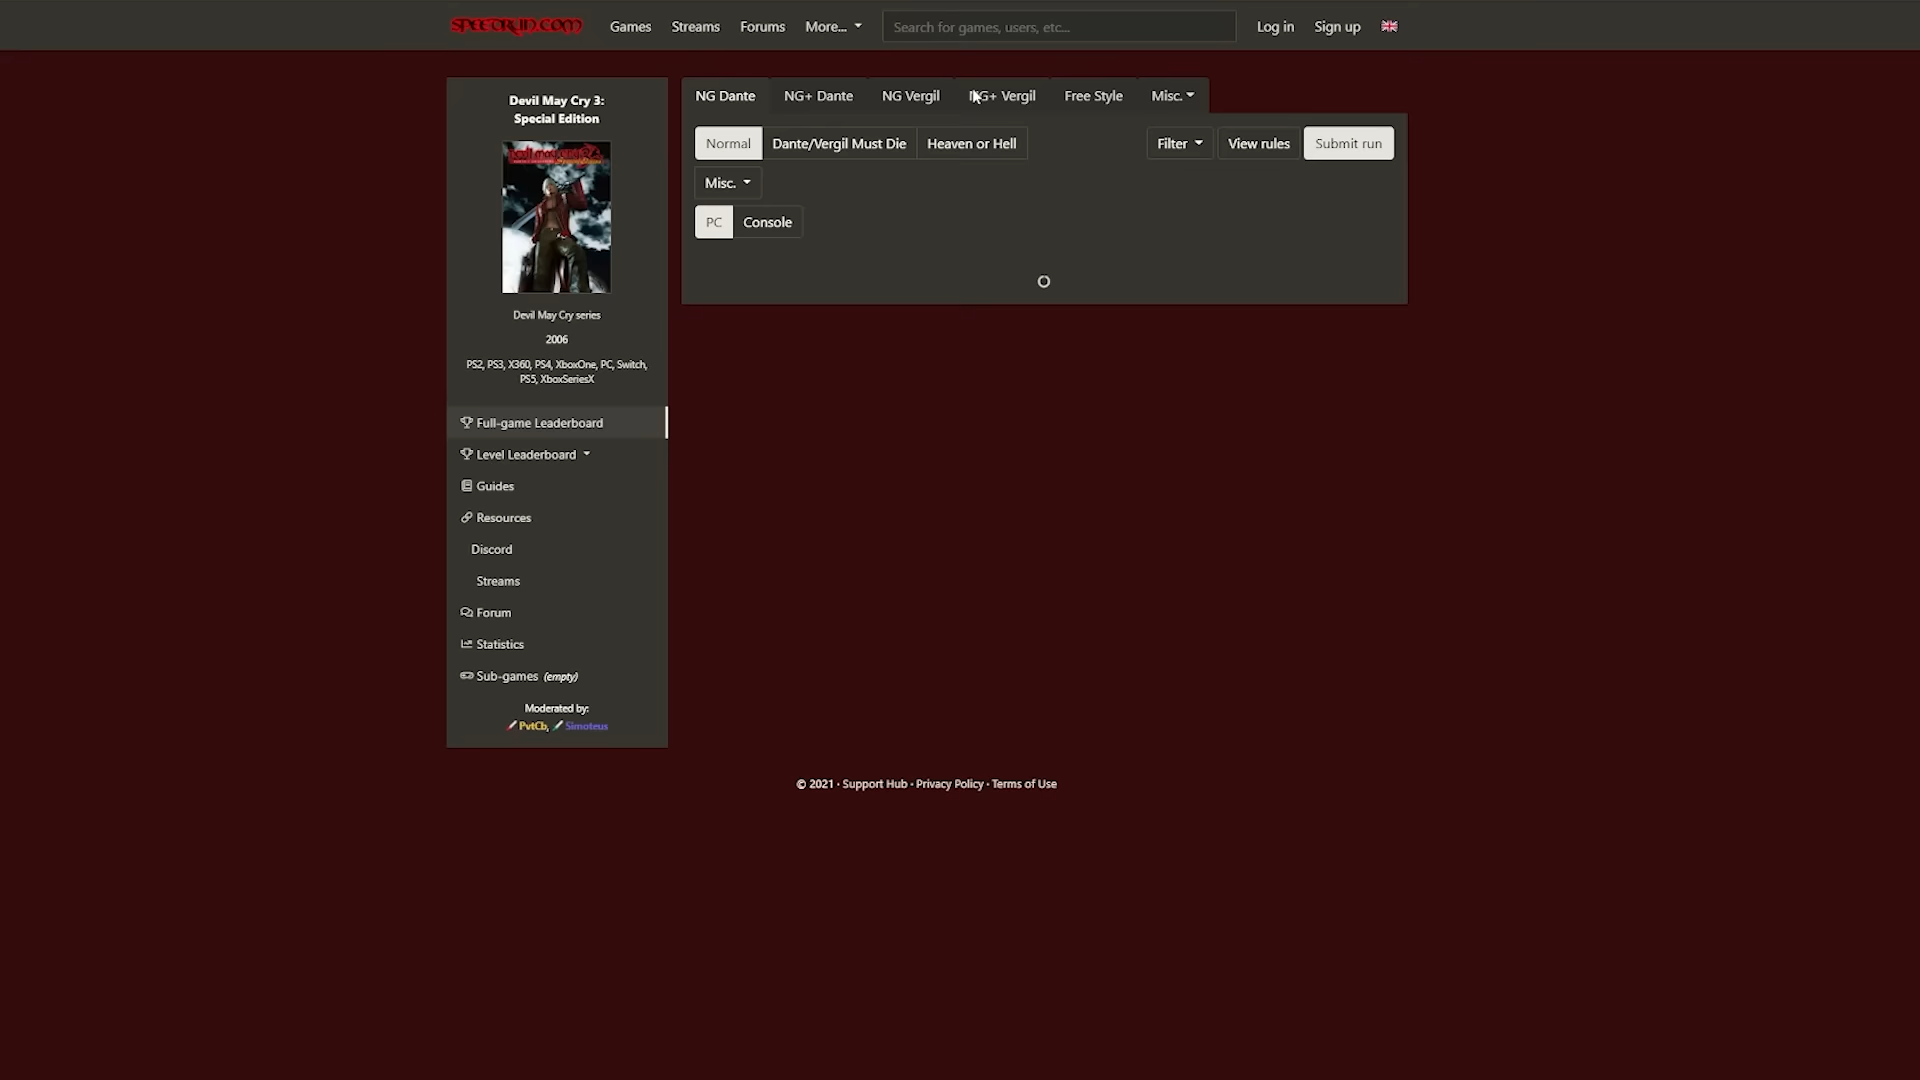 SPEEDRUN.COM
Games Streams Forums More... Search for games, users, etc... Log in Sign up
Devil May Cry 3:
Special Edition
Devil May Cry series
2006
PS2, PS3, X360, PS4, XboxOne, PC, Switch,
PS5, XboxSeriesX
Full-game Leaderboard
Level Leaderboard
Guides
Resources
Discord
Streams
Forum
Statistics
Sub-games (empty)
Moderated by:
PvtCb, Simoteus
NG Dante NG+ Dante NG Vergil NG+ Vergil Free Style Misc.
Normal Dante/Vergil Must Die Heaven or Hell Filter View rules Submit run
Misc.
PC Console
© 2021 · Support Hub · Privacy Policy · Terms of Use